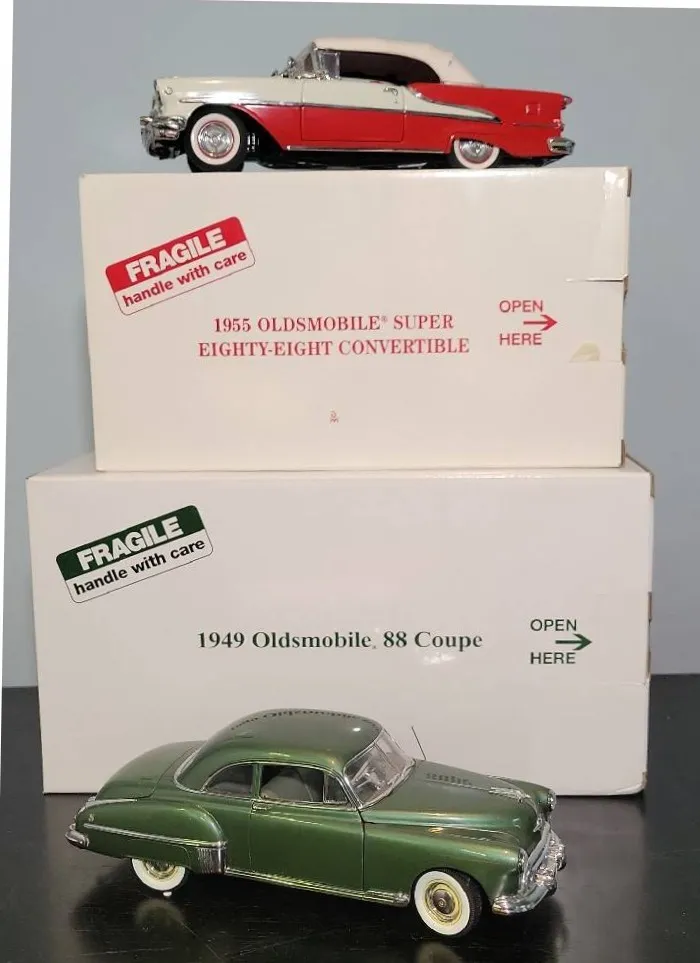 FRAGILE
handle with care
1955 OLDSMOBILE® SUPER
EIGHTY-EIGHT CONVERTIBLE
OPEN
HERE
FRAGILE
handle with care
1949 Oldsmobile® 88 Coupe
OPEN
HERE